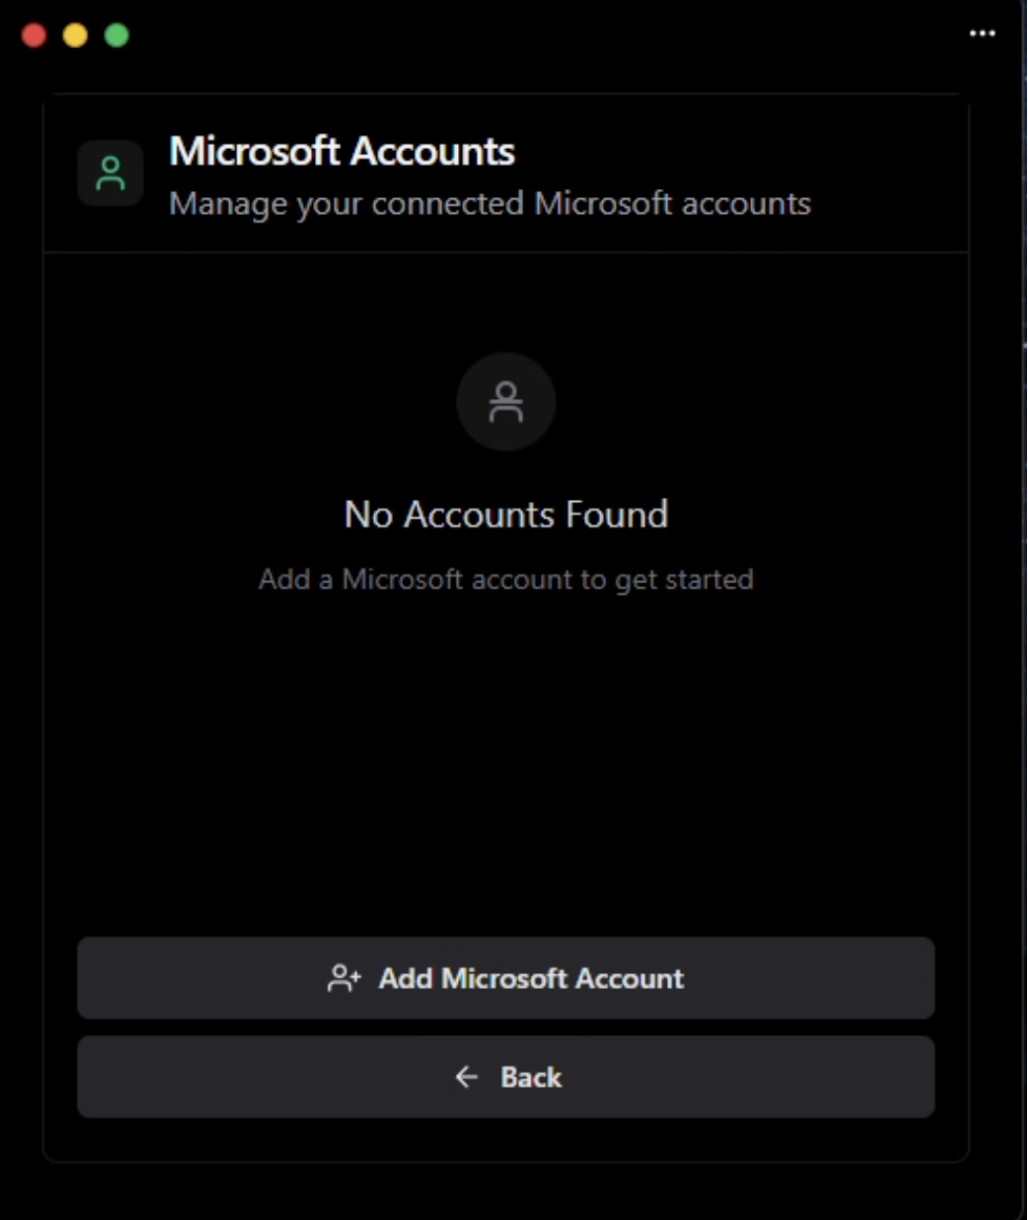 Microsoft Accounts
Manage your connected Microsoft accounts
No Accounts Found
Add a Microsoft account to get started
Add Microsoft Account
Back